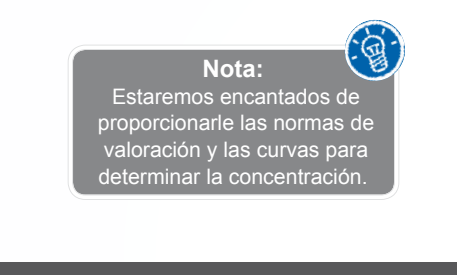 Nota:
Estaremos encantados de
proporcionarle las normas de
valoración y las curvas para
determinar la concentración.